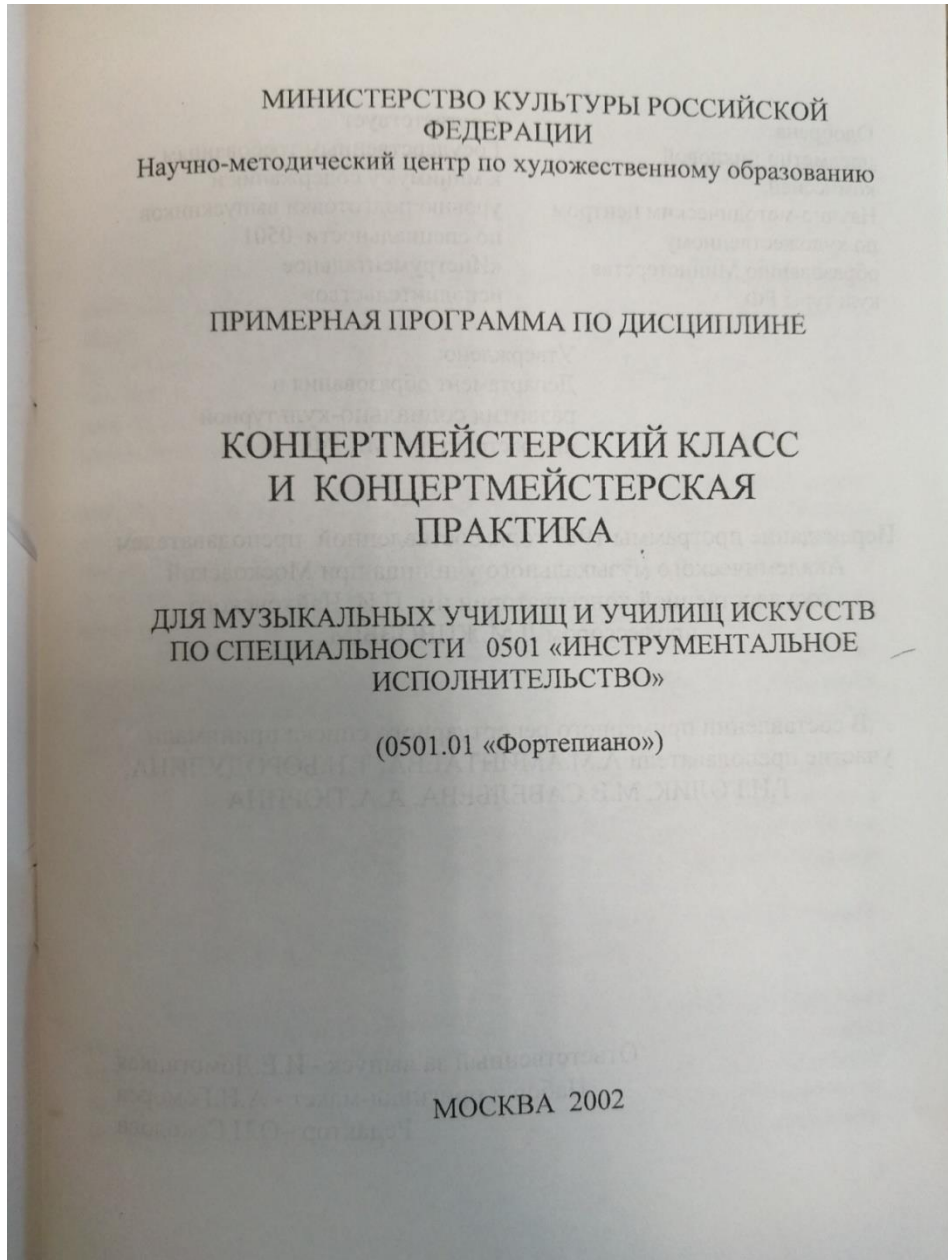 МИНИСТЕРСТВО КУЛЬТУРЫ РОССИЙСКОЙ
ФЕДЕРАЦИИ
Научно-методический центр по художественному образованию
ПРИМЕРНАЯ ПРОГРАММА ПО ДИСЦИПЛИНЕ
КОНЦЕРТМЕЙСТЕРСКИЙ КЛАСС
И КОНЦЕРТМЕЙСТЕРСКАЯ
ПРАКТИКА
ДЛЯ МУЗЫКАЛЬНЫХ УЧИЛИЩ И УЧИЛИЩ ИСКУССТВ
ПО СПЕЦИАЛЬНОСТИ 0501 «ИНСТРУМЕНТАЛЬНОЕ
ИСПОЛНИТЕЛЬСТВО»
(0501.01 «Фортепиано»)
МОСКВА 2002